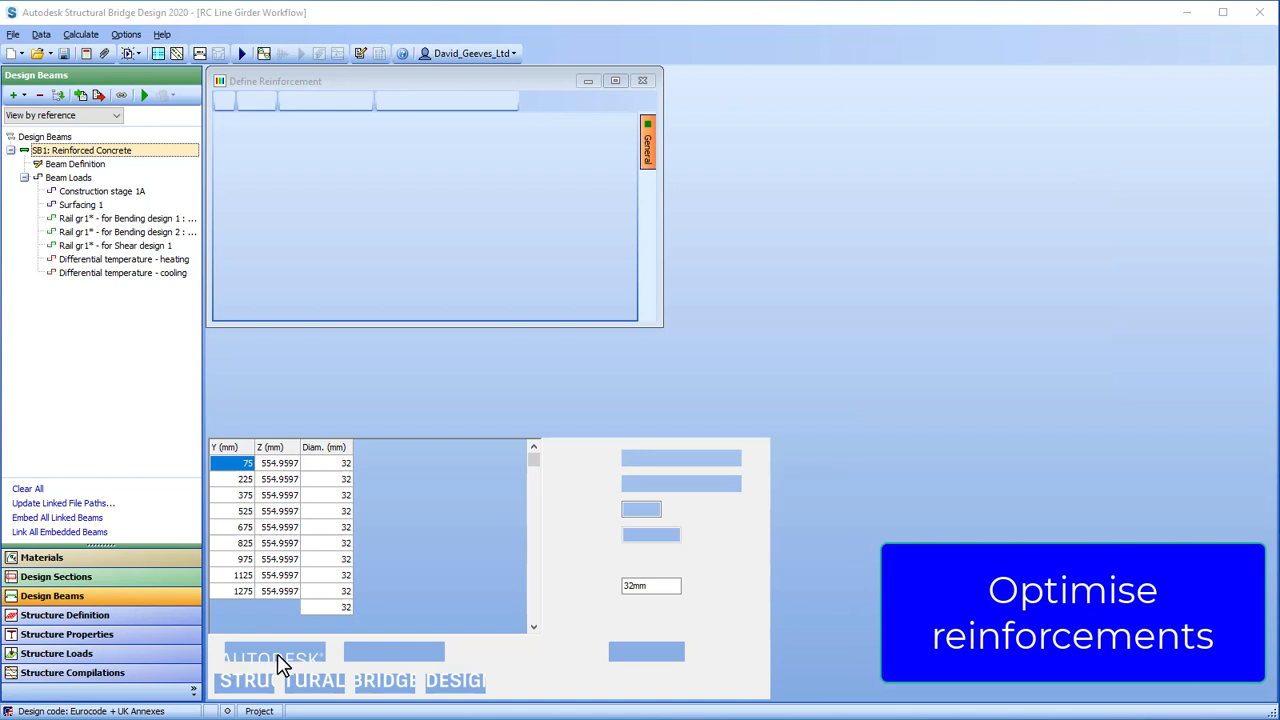 Autodesk Structural Bridge Design 2020 - [RC Line Girder Workflow]
File Data Calculate Options Help
David_Geeves_Ltd
Design Beams
View by reference
Design Beams
SB1: Reinforced Concrete
Beam Definition
Beam Loads
Construction stage 1A
Surfacing 1
Rail gr1* - for Bending design 1 : ...
Rail gr1* - for Bending design 2 : ...
Rail gr1* - for Shear design 1
Differential temperature - heating
Differential temperature - cooling
Clear All
Update Linked File Paths...
Embed All Linked Beams
Link All Embedded Beams
Materials
Design Sections
Design Beams
Structure Definition
Structure Properties
Structure Loads
Structure Compilations
Define Reinforcement
General
Y (mm) Z (mm) Diam. (mm)
75 554.9597 32
225 554.9597 32
375 554.9597 32
525 554.9597 32
675 554.9597 32
825 554.9597 32
975 554.9597 32
1125 554.9597 32
1275 554.9597 32
32
32mm
AUTODESK®
STRUCTURAL BRIDGE DESIGN
Optimise
reinforcements
Design code: Eurocode + UK Annexes Project